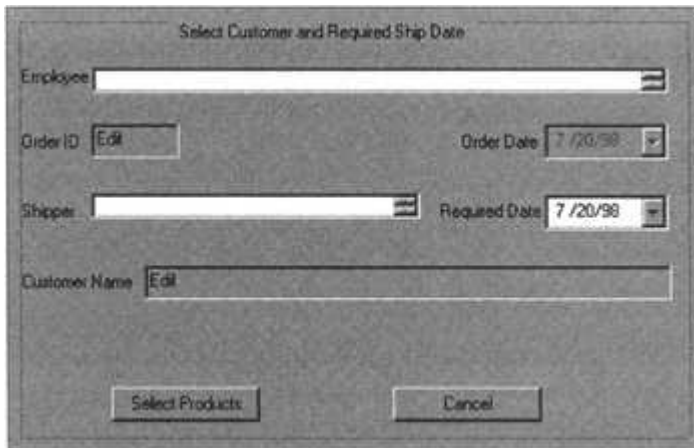 Select Customer and Required Ship Date
Employee
Order ID Edit Order Date 7 /20/98
Shipper Required Date 7 /20/98
Customer Name Edit
Select Products Cancel